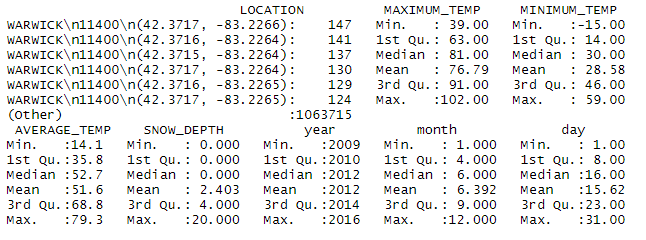 LOCATION          MAXIMUM_TEMP     MINIMUM_TEMP
WARWICK\n11400\n(42.3717, -83.2266):    147   Min.   : 39.00   Min.   :-15.00
WARWICK\n11400\n(42.3716, -83.2264):    141   1st Qu.: 63.00   1st Qu.: 14.00
WARWICK\n11400\n(42.3715, -83.2264):    137   Median : 81.00   Median : 30.00
WARWICK\n11400\n(42.3717, -83.2264):    130   Mean   : 76.79   Mean   : 28.58
WARWICK\n11400\n(42.3716, -83.2265):    129   3rd Qu.: 91.00   3rd Qu.: 46.00
WARWICK\n11400\n(42.3717, -83.2265):    124   Max.   :102.00   Max.   : 59.00
(Other)                            :1063715
 AVERAGE_TEMP    SNOW_DEPTH          year          month             day
Min.   :14.1   Min.   : 0.000   Min.   :2009   Min.   : 1.000   Min.   : 1.00
1st Qu.:35.8   1st Qu.: 0.000   1st Qu.:2010   1st Qu.: 4.000   1st Qu.: 8.00
Median :52.7   Median : 0.000   Median :2012   Median : 6.000   Median :16.00
Mean   :51.6   Mean   : 2.403   Mean   :2012   Mean   : 6.392   Mean   :15.62
3rd Qu.:68.8   3rd Qu.: 4.000   3rd Qu.:2014   3rd Qu.: 9.000   3rd Qu.:23.00
Max.   :79.3   Max.   :20.000   Max.   :2016   Max.   :12.000   Max.   :31.00